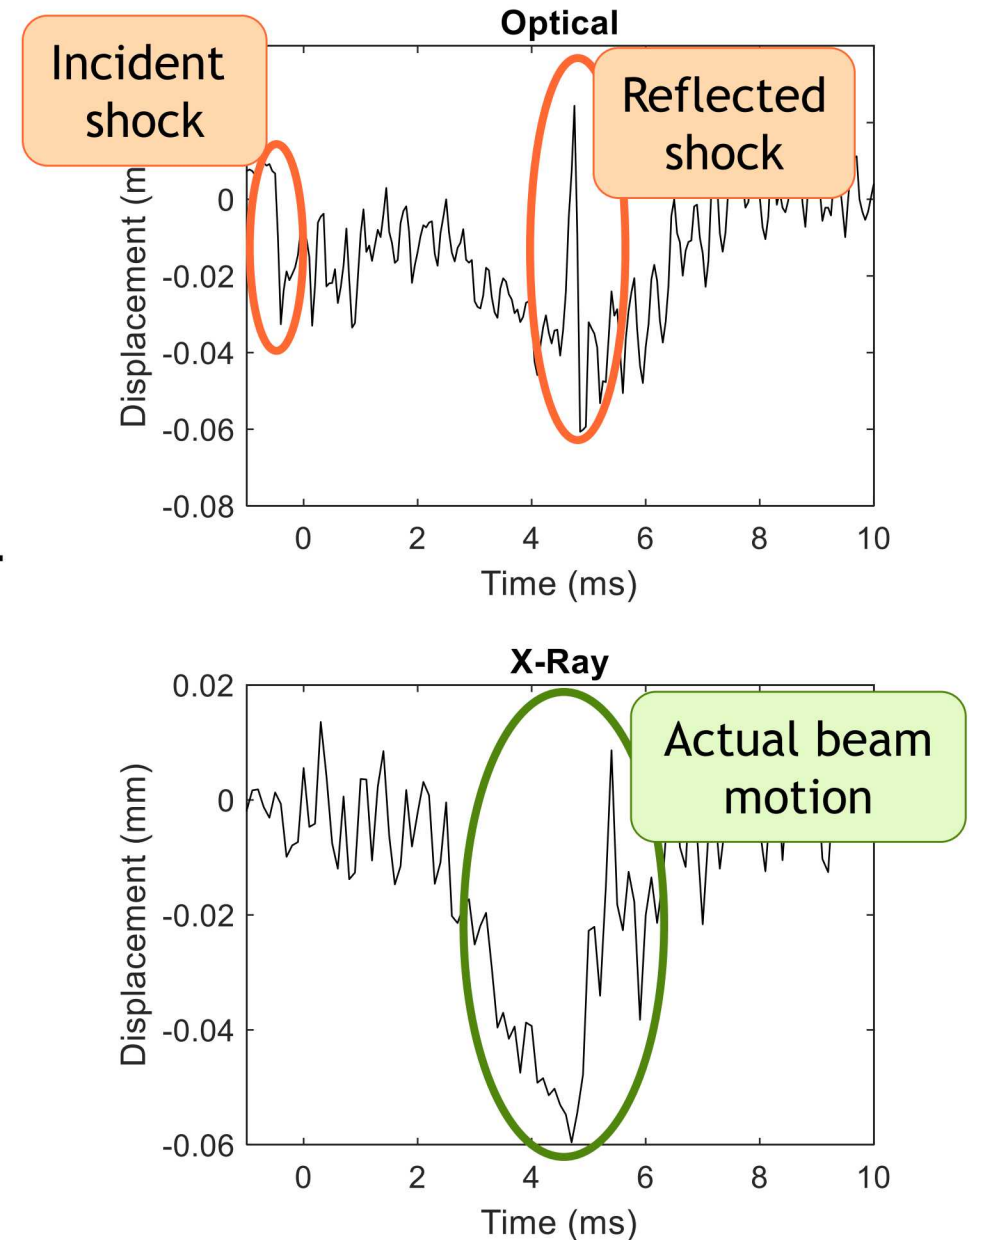 Optical
Incident
shock
Reflected
shock
Displacement (m
0
-0.02
-0.04
-0.06
-0.08
0 2 4 6 8 10
Time (ms)
X-Ray
Actual beam
motion
Displacement (mm)
0.02
0
-0.02
-0.04
-0.06
0 2 4 6 8 10
Time (ms)